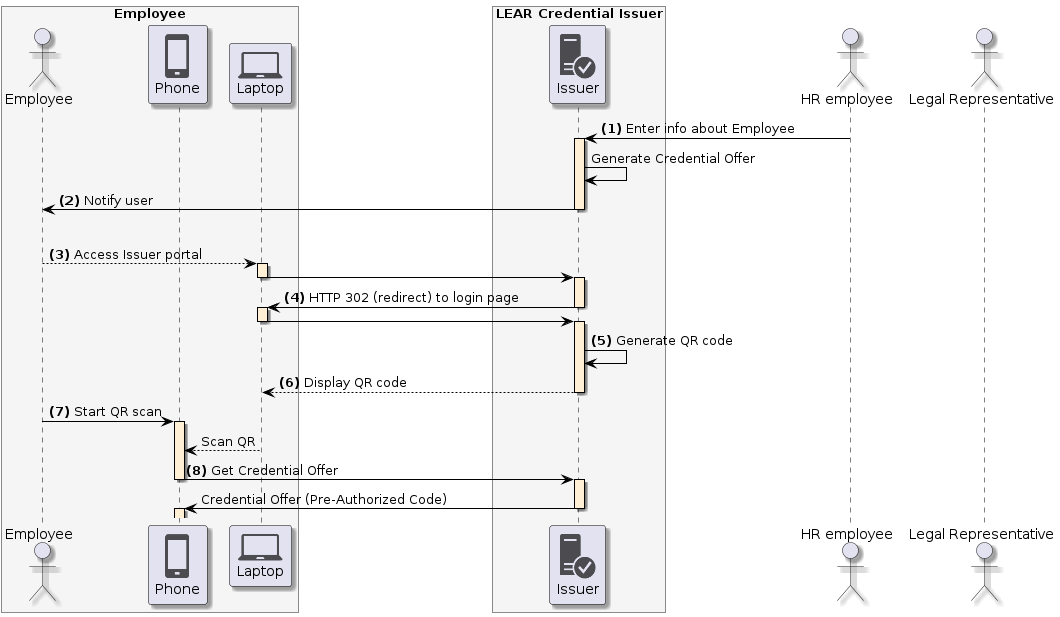 Employee
LEAR Credential Issuer
Employee
Phone
Laptop
Issuer
HR employee
Legal Representative
(1) Enter info about Employee
Generate Credential Offer
(2) Notify user
(3) Access Issuer portal
(4) HTTP 302 (redirect) to login page
(5) Generate QR code
(6) Display QR code
(7) Start QR scan
Scan QR
(8) Get Credential Offer
Credential Offer (Pre-Authorized Code)
Employee
Phone
Laptop
Issuer
HR employee
Legal Representative